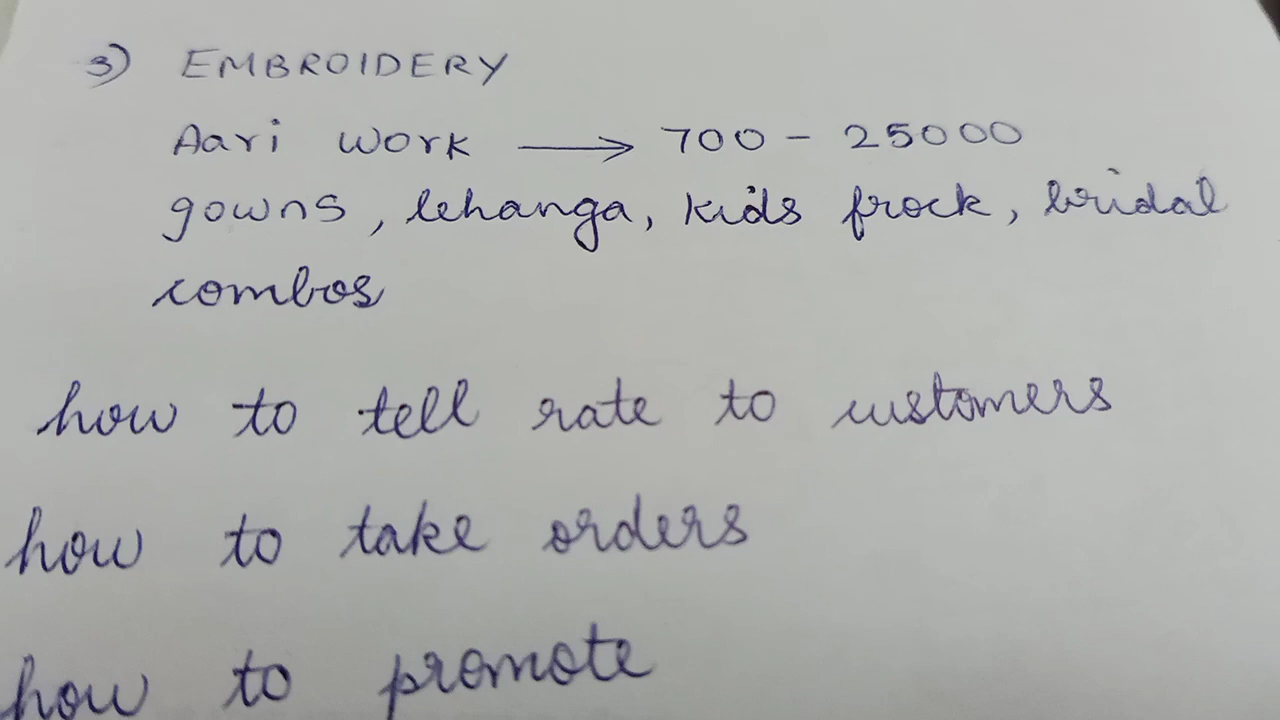 3) EMBROIDERY
Aari work → 700 - 25000
gowns, lehanga, kids frock, bridal
combos
how to tell rate to customers
how to take orders
how to promote